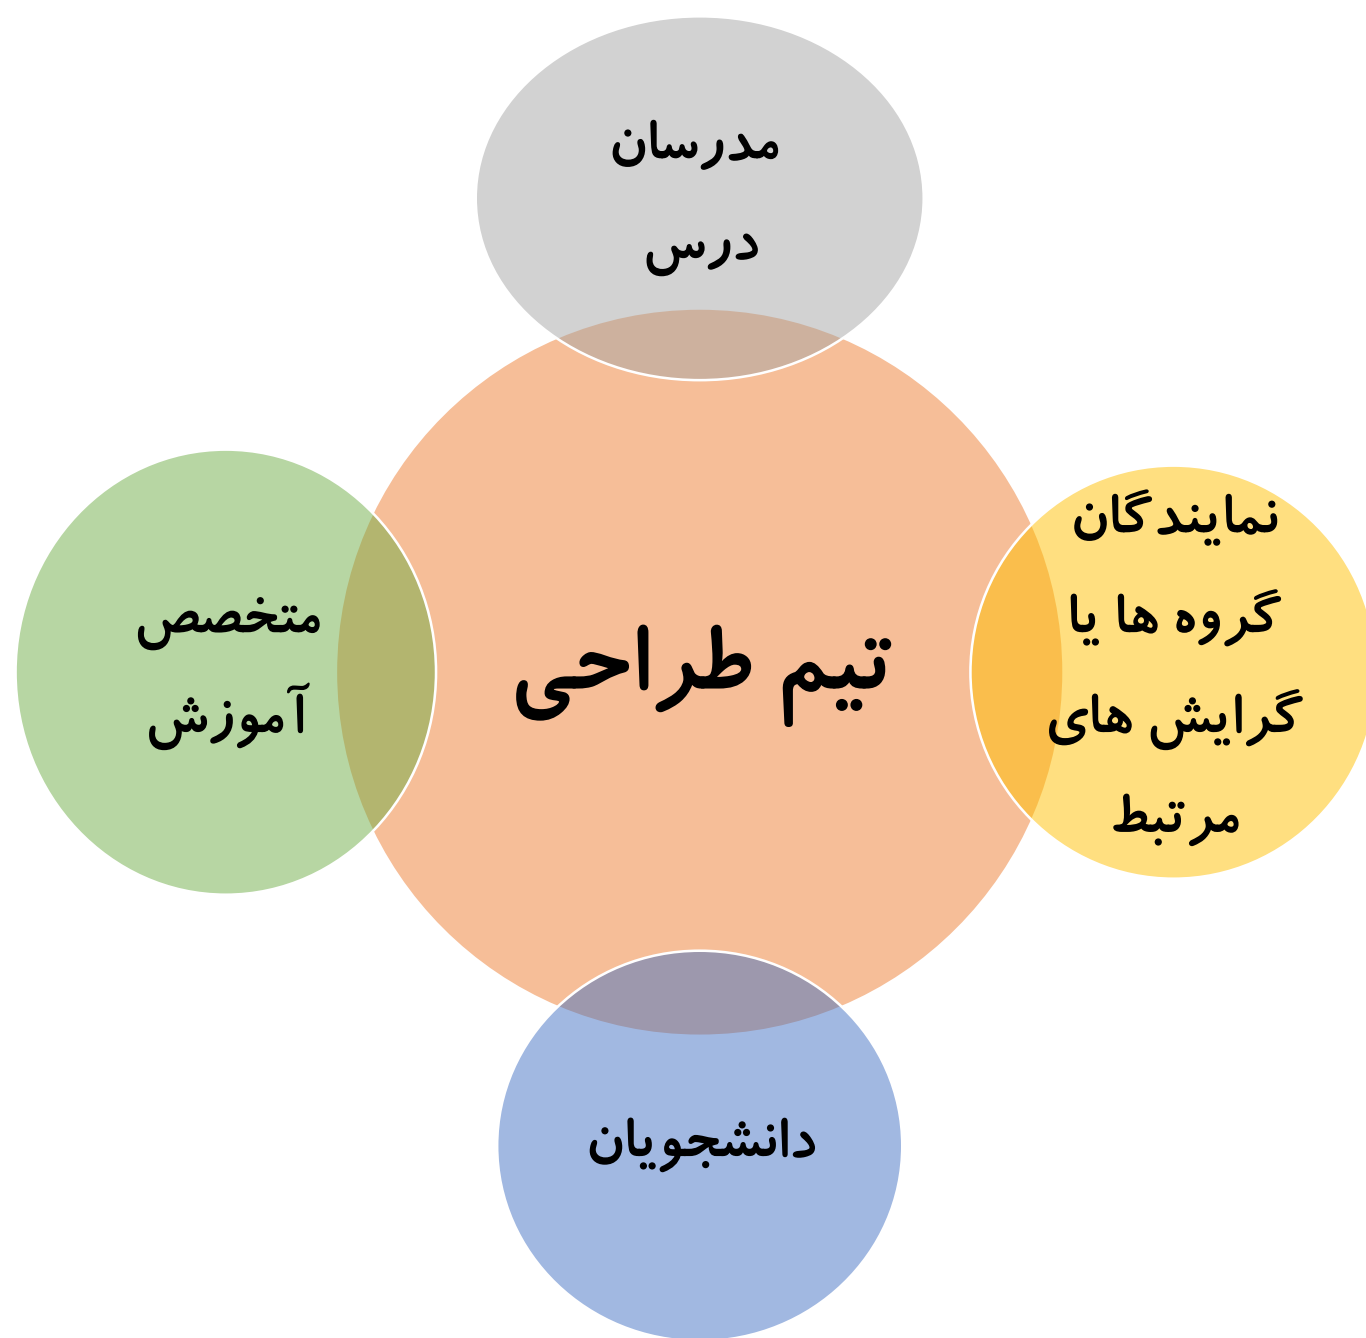 مدرسان
درس
نمایندگان
گروه ها یا
گرایش های
مرتبط
تیم طراحی
متخصص
آموزش
دانشجویان